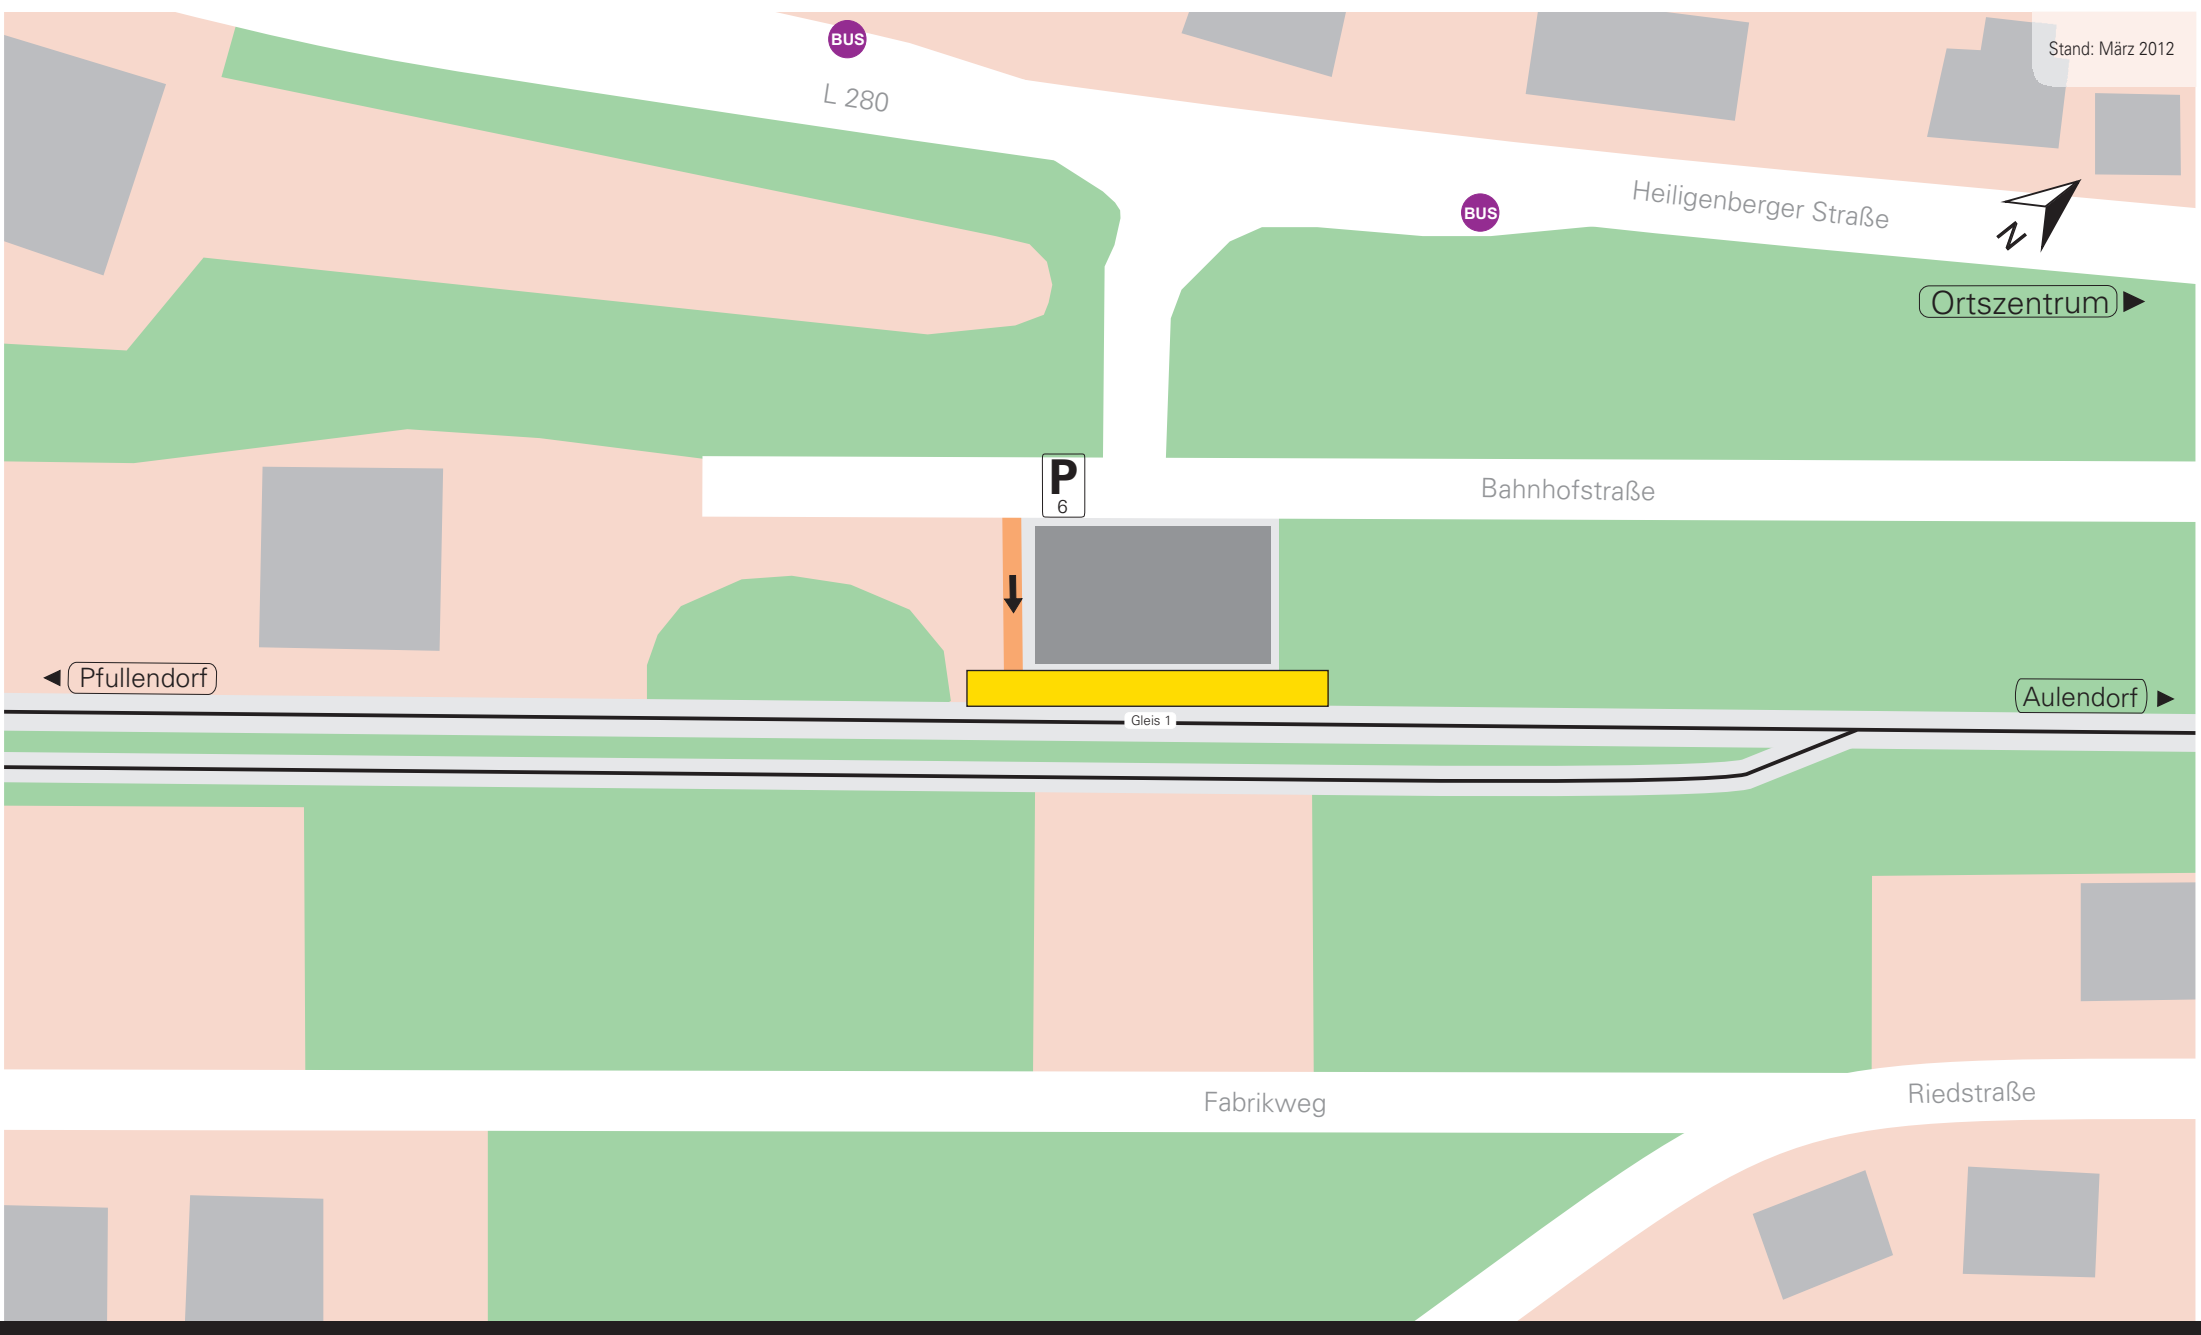 BUS
Stand: März 2012
L 280
Heiligenberger Straße
BUS
N
Ortszentrum
P
6
Bahnhofstraße
Pfullendorf
Aulendorf
Gleis 1
Fabrikweg
Riedstraße